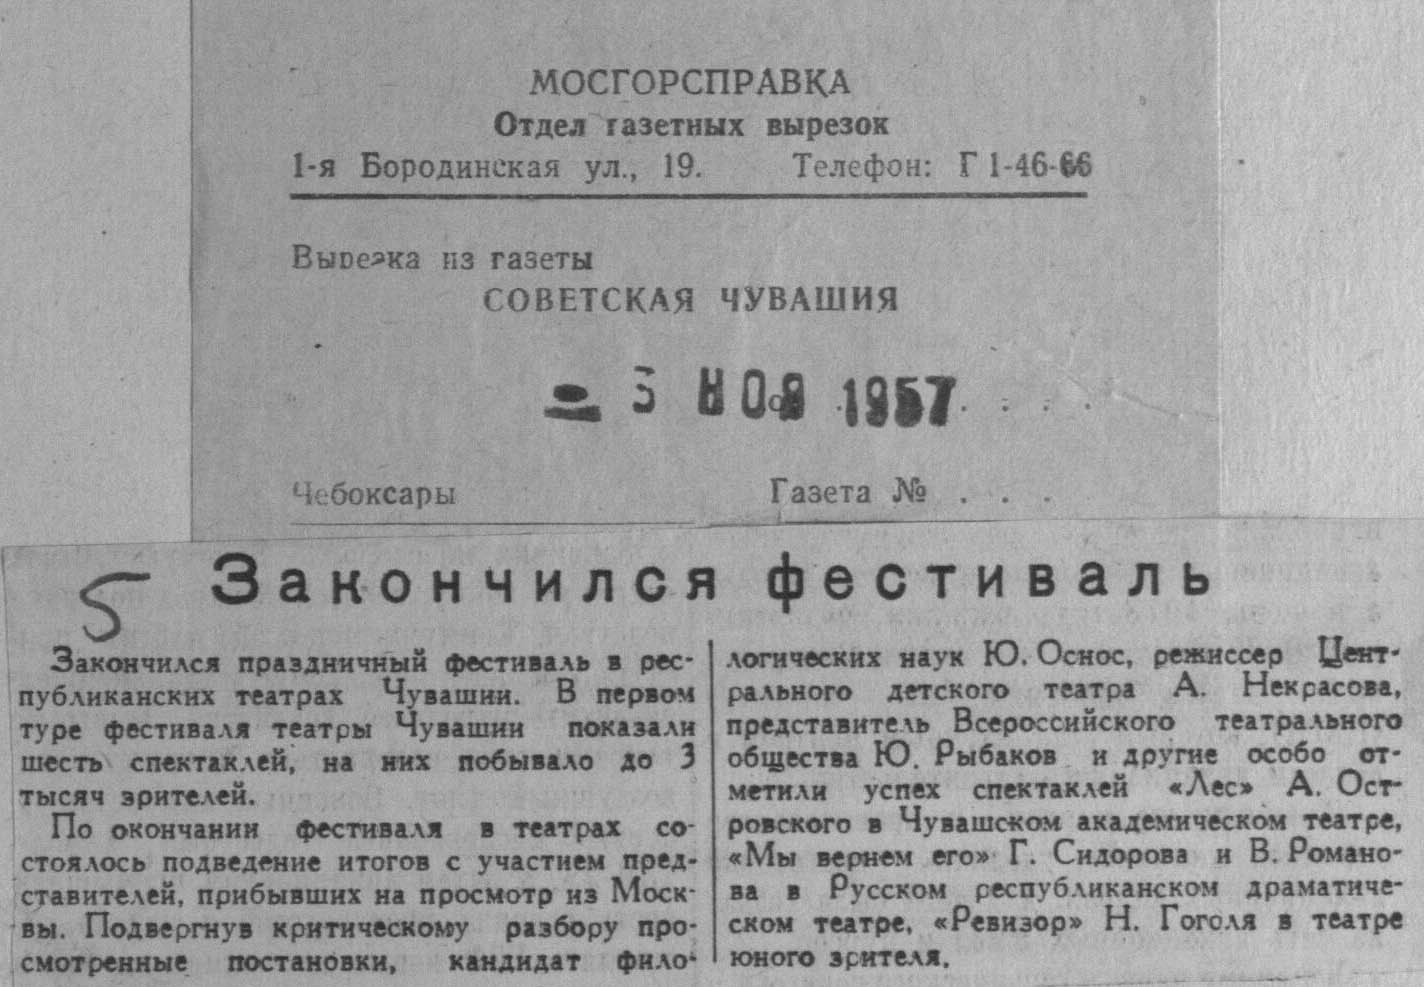 МОСГОРСПРАВКА
Отдел газетных вырезок
1-я Бородинская ул., 19. Телефон: Г 1-46-66
Вырезка из газеты
СОВЕТСКАЯ ЧУВАШИЯ
НОЯ 1957 . . . .
Чебоксары Газета № . . .
5
Закончился фестиваль
Закончился праздничный фестиваль в рес-
публиканских театрах Чувашии. В первом
туре фестиваля театры Чувашии показали
шесть спектаклей, на них побывало до 3
тысяч зрителей.
По окончании фестиваля в театрах со-
стоялось подведение итогов с участием пред-
ставителей, прибывших на просмотр из Моск-
вы. Подвергнув критическому разбору про-
смотренные постановки, кандидат фило-
логических наук Ю. Оснос, режиссер Цент-
рального детского театра А. Некрасова,
представитель Всероссийского театрального
общества Ю. Рыбаков и другие особо от-
метили успех спектаклей «Лес» А. Ост-
ровского в Чувашском академическом театре,
«Мы вернем его» Г. Сидорова и В. Романо-
ва в Русском республиканском драматиче-
ском театре, «Ревизор» Н. Гоголя в театре
юного зрителя.